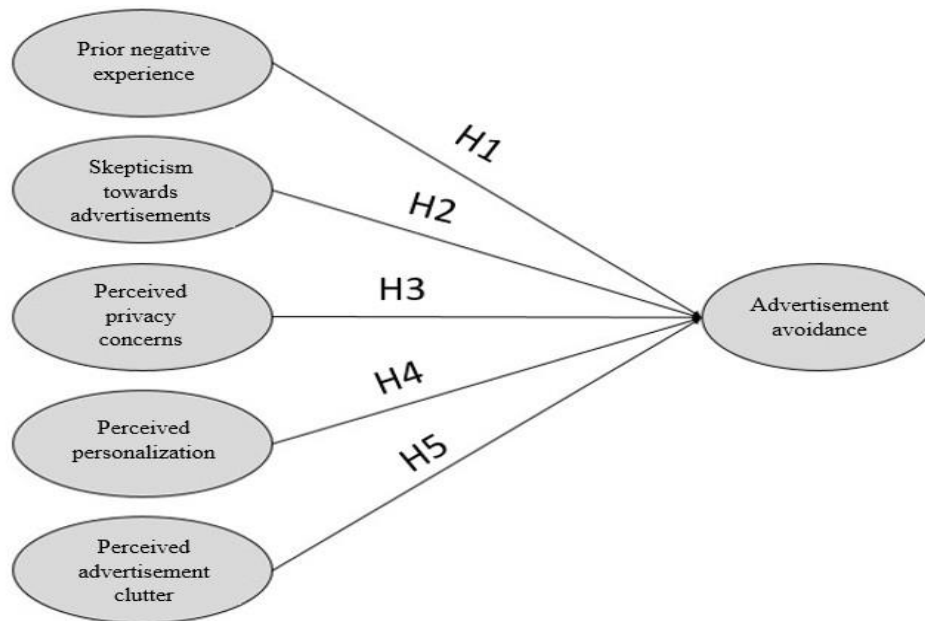 Prior negative
experience
H1
Skepticism
towards
advertisements
H2
Perceived
privacy
concerns
H3
Advertisement
avoidance
Perceived
personalization
H4
Perceived
advertisement
clutter
H5